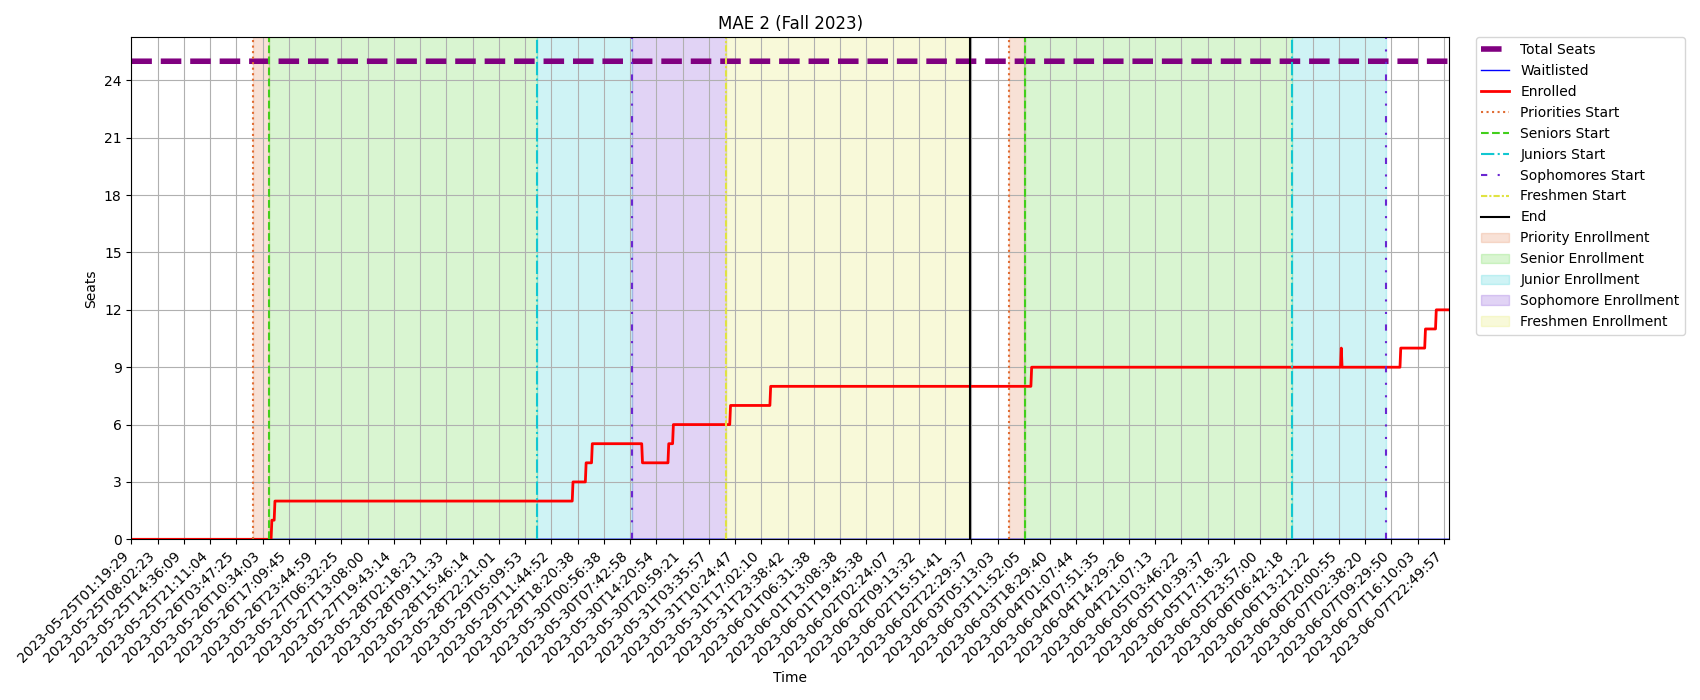 MAE 2 (Fall 2023)
Seats
24
21
18
15
12
9
6
3
0
2023-05-25T01:19:29
2023-05-25T08:02:23
2023-05-25T14:36:09
2023-05-25T21:11:04
2023-05-26T03:47:25
2023-05-26T10:34:03
2023-05-26T17:09:45
2023-05-26T23:44:59
2023-05-27T06:32:25
2023-05-27T13:08:00
2023-05-27T19:43:14
2023-05-28T02:18:23
2023-05-28T09:11:33
2023-05-28T15:46:14
2023-05-28T22:21:01
2023-05-29T05:09:53
2023-05-29T11:44:52
2023-05-29T18:20:38
2023-05-30T00:56:38
2023-05-30T07:42:58
2023-05-30T14:20:54
2023-05-30T20:59:21
2023-05-31T03:35:57
2023-05-31T10:24:47
2023-05-31T17:02:10
2023-05-31T23:38:42
2023-06-01T06:31:38
2023-06-01T13:08:38
2023-06-01T19:45:38
2023-06-02T02:24:07
2023-06-02T09:13:32
2023-06-02T15:51:41
2023-06-02T22:29:37
2023-06-03T05:13:03
2023-06-03T11:52:05
2023-06-03T18:29:40
2023-06-04T01:07:44
2023-06-04T07:51:35
2023-06-04T14:29:26
2023-06-04T21:07:13
2023-06-05T03:46:22
2023-06-05T10:39:37
2023-06-05T17:18:32
2023-06-05T23:57:00
2023-06-06T06:42:18
2023-06-06T13:21:22
2023-06-06T20:00:55
2023-06-07T02:38:20
2023-06-07T09:29:50
2023-06-07T16:10:03
2023-06-07T22:49:57
Time
Total Seats
Waitlisted
Enrolled
Priorities Start
Seniors Start
Juniors Start
Sophomores Start
Freshmen Start
End
Priority Enrollment
Senior Enrollment
Junior Enrollment
Sophomore Enrollment
Freshmen Enrollment